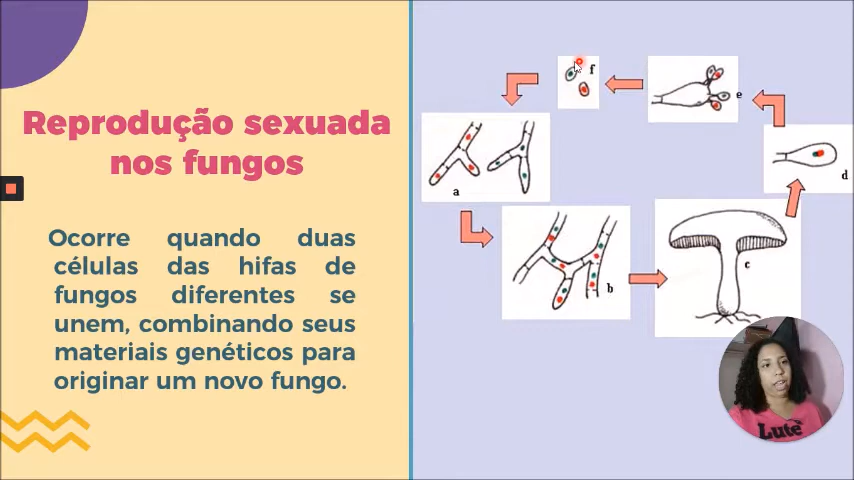 Reprodução sexuada
nos fungos
Ocorre quando duas
células das hifas de
fungos diferentes se
unem, combinando seus
materiais genéticos para
originar um novo fungo.
f
e
a
d
b
c
Lute